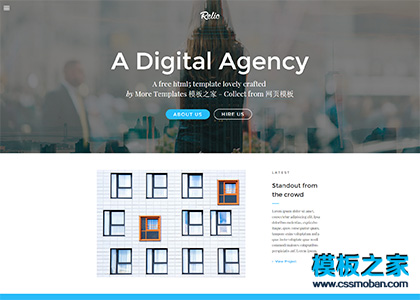 Relic
A Digital Agency
A free html5 template lovely crafted
by More Templates 模板之家 - Collect from 网页模板
ABOUT US
HIRE US
LATEST
Standout from
the crowd
View Project
模板之家
www.cssmoban.com